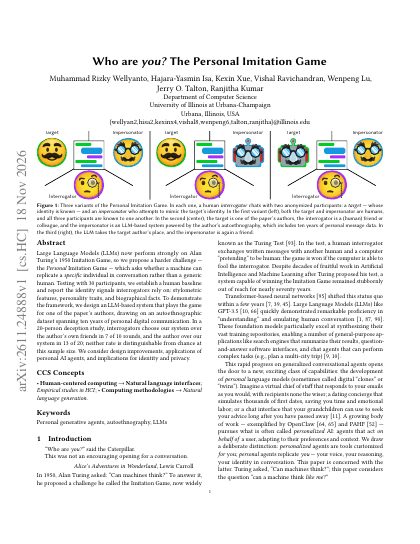 Who are you? The Personal Imitation Game
Muhammad Rizky Wellyanto, Hajara-Yasmin Isa, Kexin Xue, Vishal Ravichandran, Wenpeng Lu,
Jerry O. Talton, Ranjitha Kumar
Department of Computer Science
University of Illinois at Urbana-Champaign
Urbana, Illinois, USA
{wellyan2,hisa2,kexinx4,vishal8,wenpeng6,talton,ranjitha}@illinois.edu
Target
Impersonator
Target
Impersonator
Target
Impersonator
Interrogator
Interrogator
Interrogator
Figure 1: Three variants of the Personal Imitation Game. In each one, a human interrogator chats with two anonymized participants: a target — whose
identity is known — and an impersonator who attempts to mimic the target's identity. In the first variant (left), both the target and impersonator are humans,
and all three participants are known to one another. In the second (center), the target is one of the paper's authors, the interrogator is a (human) friend or
colleague, and the impersonator is an LLM-based system powered by the author's autoethnography, which includes ten years of personal message data. In
the third (right), the LLM takes the target author's place, and the impersonator is again a friend.
Abstract
Large Language Models (LLMs) now perform strongly on Alan
Turing's 1950 Imitation Game, so we propose a harder challenge —
the Personal Imitation Game — which asks whether a machine can
replicate a specific individual in conversation rather than a generic
human. Testing with 30 participants, we establish a human baseline
and report the identity signals interrogators rely on: stylometric
features, personality traits, and biographical facts. To demonstrate
the framework, we design an LLM-based system that plays the game
for one of the paper's authors, drawing on an autoethnographic
dataset spanning ten years of personal digital communication. In a
20-person deception study, interrogators choose our system over
the author's own friends in 7 of 10 rounds, and the author over our
system in 13 of 20; neither rate is distinguishable from chance at
this sample size. We consider design improvements, applications of
personal AI agents, and implications for identity and privacy.
CCS Concepts
• Human-centered computing → Natural language interfaces;
Empirical studies in HCI; • Computing methodologies → Natural
language generation.
Keywords
Personal generative agents, autoethnography, LLMs
1 Introduction
"Who are you?" said the Caterpillar.
This was not an encouraging opening for a conversation.
Alice's Adventures in Wonderland, Lewis Carroll
In 1950, Alan Turing asked, "Can machines think?" To answer it,
he proposed a challenge he called the Imitation Game, now widely
known as the Turing Test [93]. In the test, a human interrogator
exchanges written messages with another human and a computer
"pretending" to be human; the game is won if the computer is able to
fool the interrogator. Despite decades of fruitful work in Artificial
Intelligence and Machine Learning after Turing proposed his test, a
system capable of winning the Imitation Game remained stubbornly
out of reach for nearly seventy years.
Transformer-based neural networks [95] shifted this status quo
within a few years [7, 39, 45]. Large Language Models (LLMs) like
GPT-3.5 [10, 64] quickly demonstrated remarkable proficiency in
"understanding" and emulating human conversation [1, 87, 90].
These foundation models particularly excel at synthesizing their
vast training repositories, enabling a number of general-purpose ap-
plications like search engines that summarize their results, question-
and-answer software interfaces, and chat agents that can perform
complex tasks (e.g., plan a multi-city trip) [9, 10].
This rapid progress on generalized conversational agents opens
the door to a new, exciting class of capabilities: the development
of personal language models (sometimes called digital "clones" or
"twins"). Imagine a virtual chief of staff that responds to your emails
as you, with recipients none the wiser; a dating concierge that
simulates thousands of first dates, saving you time and emotional
labor; or a chat interface that your grandchildren can use to seek
your advice long after you have passed away [11]. A growing body
of work — exemplified by OpenClaw [64, 65] and PAHF [52] —
pursues what is often called personalized AI: agents that act on
behalf of a user, adapting to their preferences and context. We draw
a deliberate distinction: personalized agents are tools customized
for you; personal agents replicate you — your voice, your reasoning,
your identity in conversation. This paper is concerned with the
latter. Turing asked, "Can machines think?"; this paper considers
the question "can a machine think like me?"
1
arXiv:2611.24888v1 [cs.HC] 18 Nov 2026